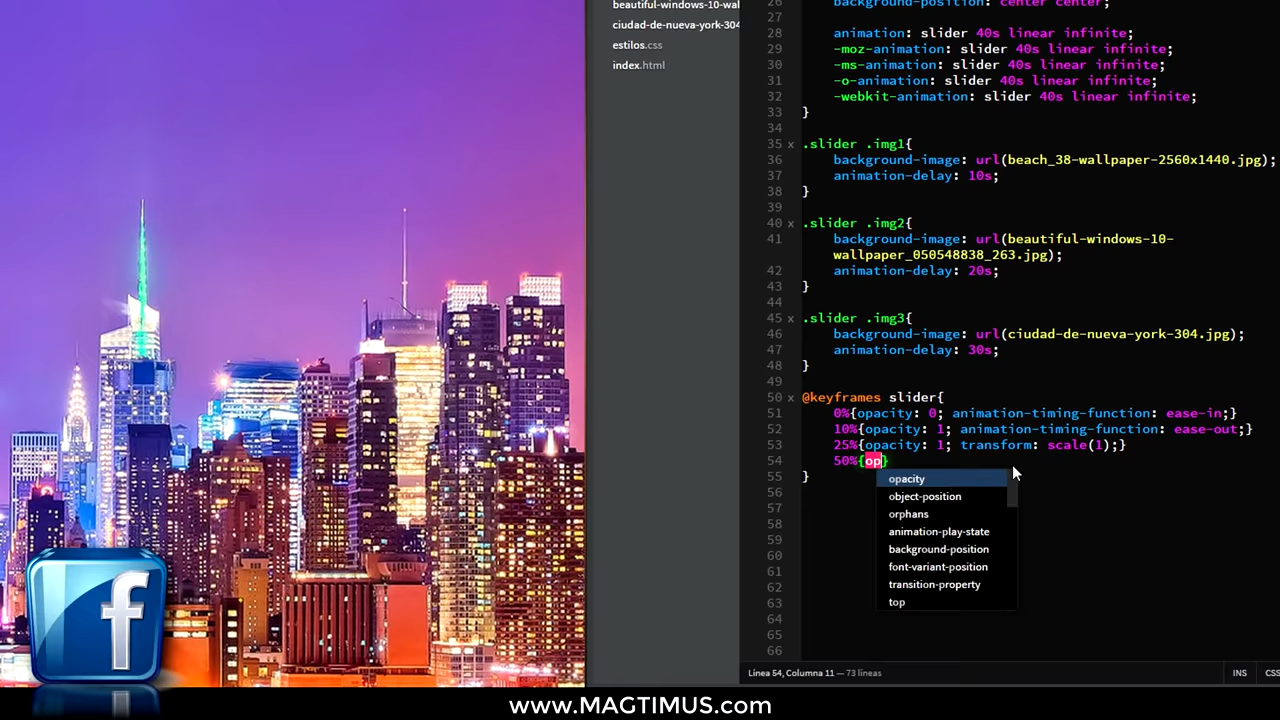 beautiful-windows-10-wal
ciudad-de-nueva-york-304
estilos.css
index.html
26 background-position: center center;
27
28 animation: slider 40s linear infinite;
29 -moz-animation: slider 40s linear infinite;
30 -ms-animation: slider 40s linear infinite;
31 -o-animation: slider 40s linear infinite;
32 -webkit-animation: slider 40s linear infinite;
33 }
34
35 x .slider .img1{
36 background-image: url(beach_38-wallpaper-2560x1440.jpg);
37 animation-delay: 10s;
38 }
39
40 x .slider .img2{
41 background-image: url(beautiful-windows-10-
wallpaper_050548838_263.jpg);
42 animation-delay: 20s;
43 }
44
45 x .slider .img3{
46 background-image: url(ciudad-de-nueva-york-304.jpg);
47 animation-delay: 30s;
48 }
49
50 x @keyframes slider{
51 0%{opacity: 0; animation-timing-function: ease-in;}
52 10%{opacity: 1; animation-timing-function: ease-out;}
53 25%{opacity: 1; transform: scale(1);}
54 50%{op}
55 }
56
57
58
59
60
61
62
63
64
65
66
opacity
object-position
orphans
animation-play-state
background-position
font-variant-position
transition-property
top
Línea 54, Columna 11 — 73 líneas
INS
CSS
f
www.MAGTIMUS.com